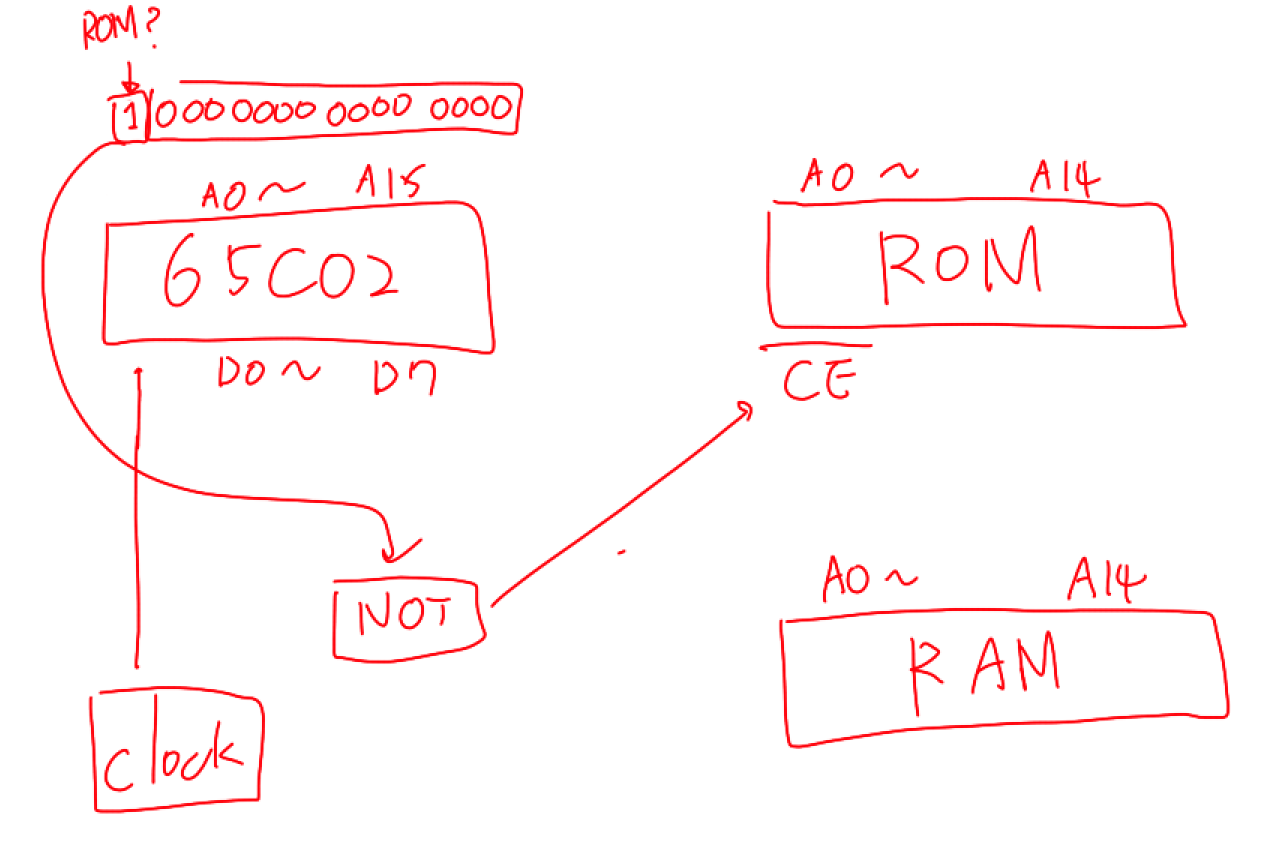 ROM?
1 000 0000 0000 0000
A0 ~ A15
65C02
D0 ~ D7
A0 ~ A14
ROM
CE
NOT
A0 ~ A14
RAM
clock